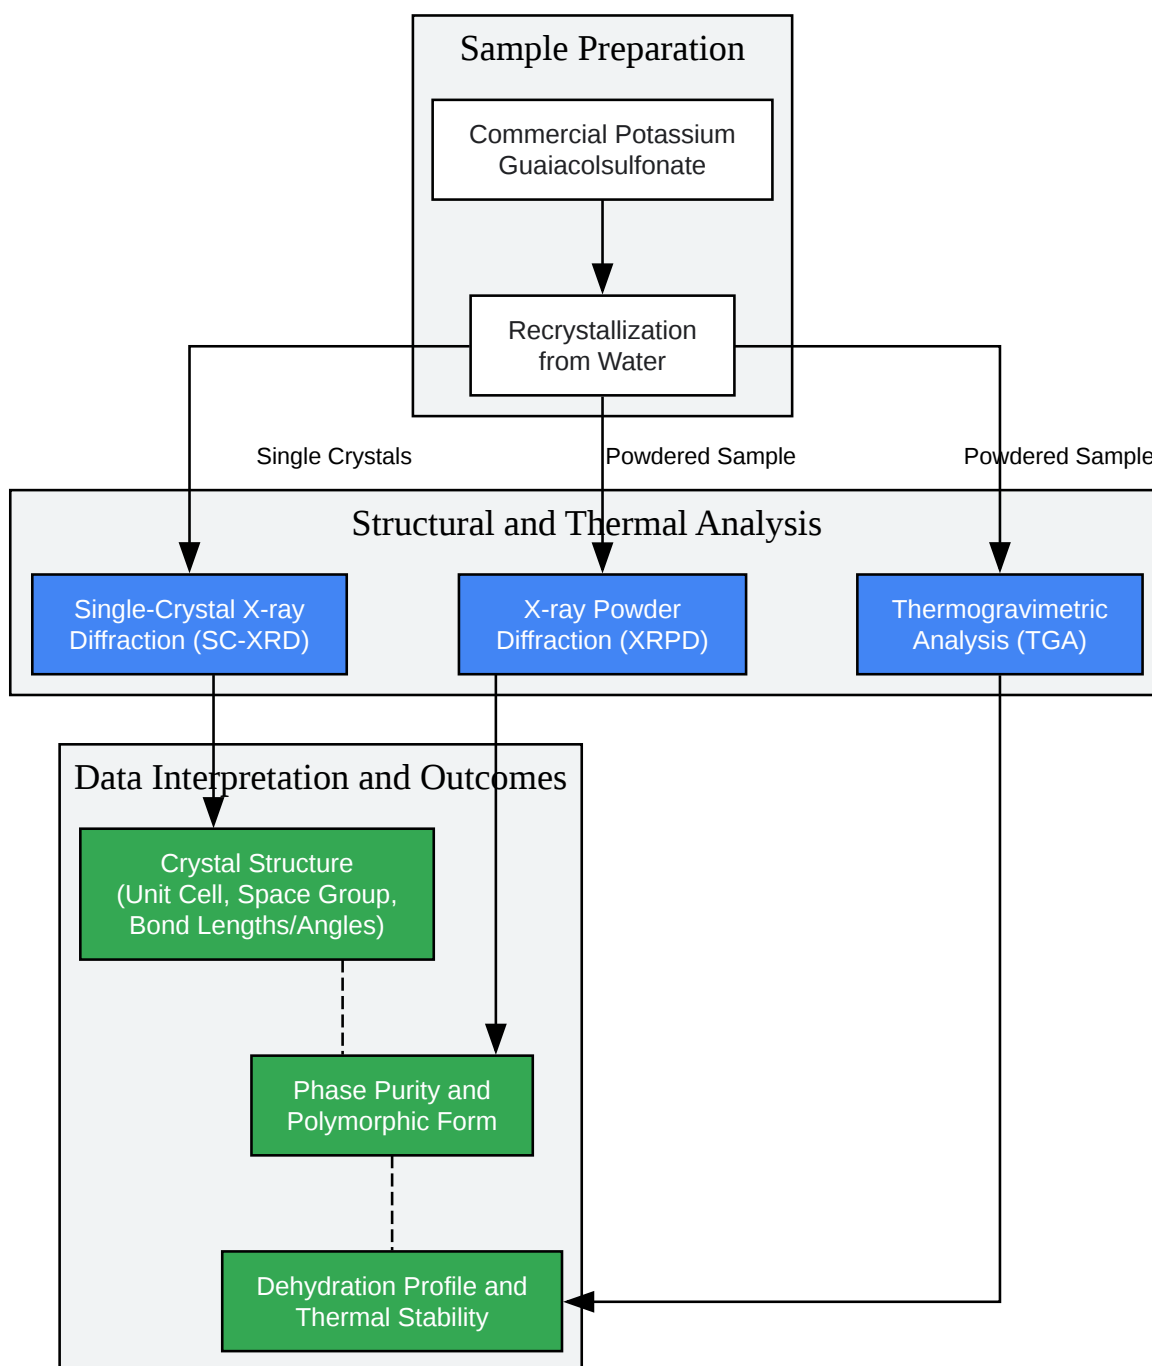 Sample Preparation
Commercial Potassium
Guaiacolsulfonate
Recrystallization
from Water
Single Crystals
Powdered Sample
Powdered Sample
Structural and Thermal Analysis
Single-Crystal X-ray
Diffraction (SC-XRD)
X-ray Powder
Diffraction (XRPD)
Thermogravimetric
Analysis (TGA)
Data Interpretation and Outcomes
Crystal Structure
(Unit Cell, Space Group,
Bond Lengths/Angles)
Phase Purity and
Polymorphic Form
Dehydration Profile and
Thermal Stability